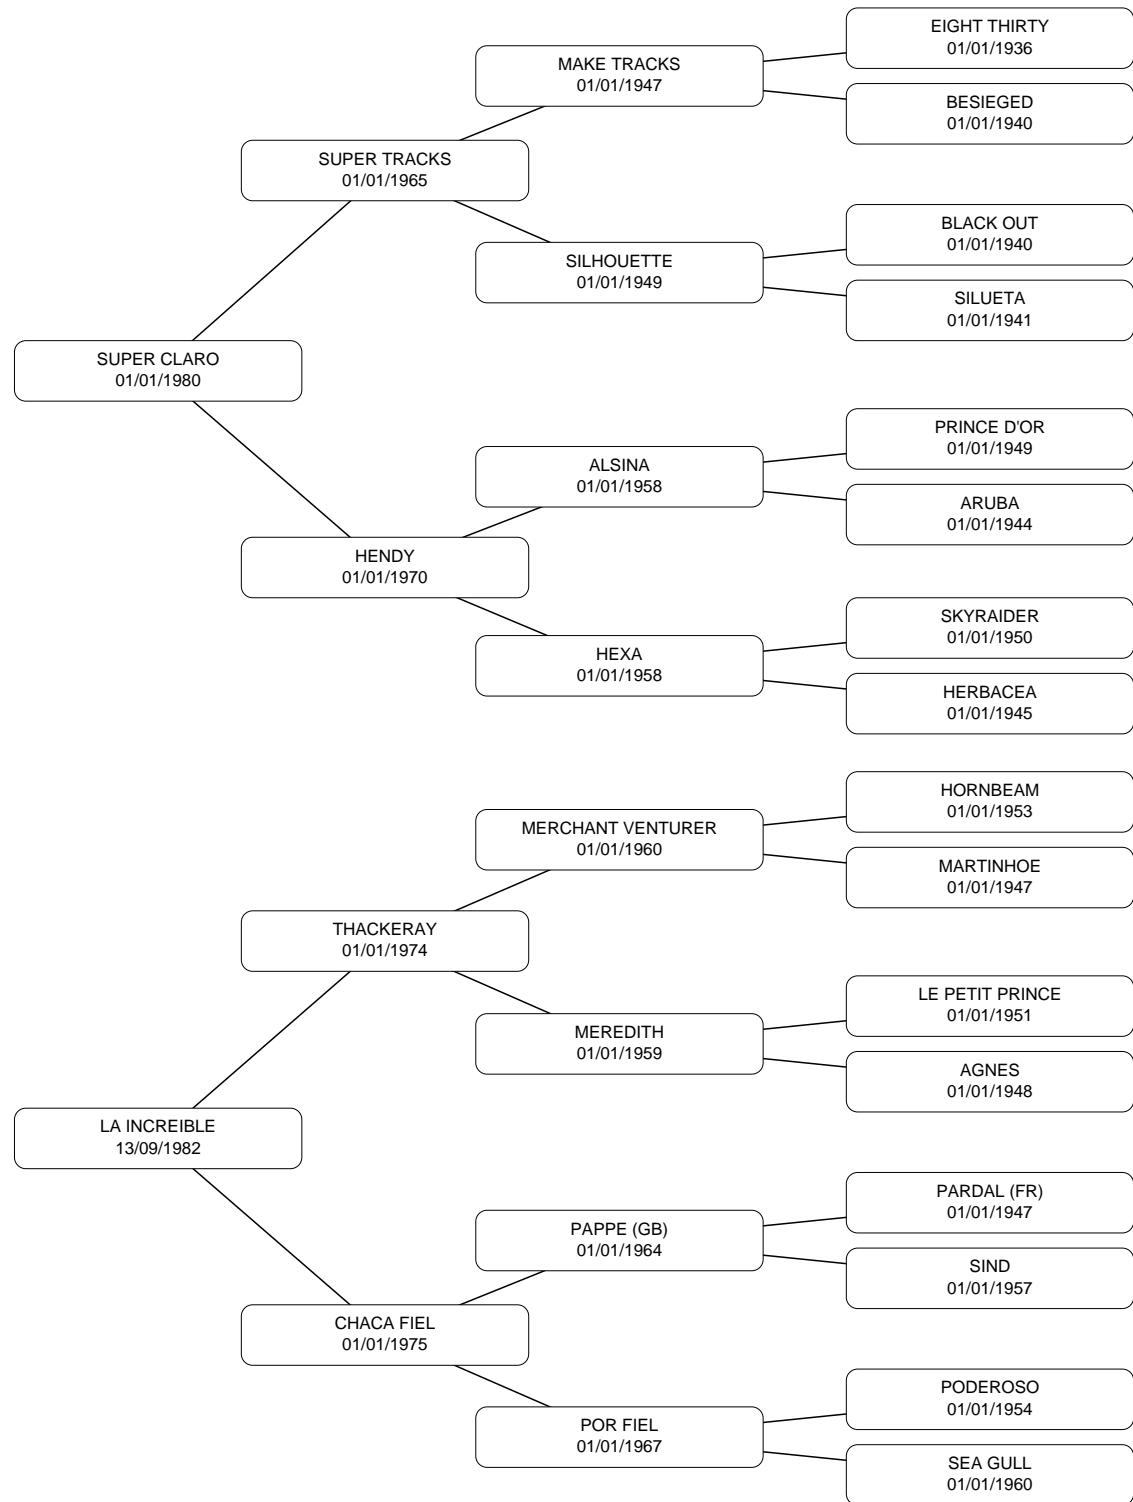 EIGHT THIRTY
01/01/1936
MAKE TRACKS
01/01/1947
BESIEGED
01/01/1940
SUPER TRACKS
01/01/1965
BLACK OUT
01/01/1940
SILHOUETTE
01/01/1949
SILUETA
01/01/1941
SUPER CLARO
01/01/1980
PRINCE D'OR
01/01/1949
ALSINA
01/01/1958
ARUBA
01/01/1944
HENDY
01/01/1970
SKYRAIDER
01/01/1950
HEXA
01/01/1958
HERBACEA
01/01/1945
HORNBEAM
01/01/1953
MERCHANT VENTURER
01/01/1960
MARTINHOE
01/01/1947
THACKERAY
01/01/1974
LE PETIT PRINCE
01/01/1951
MEREDITH
01/01/1959
AGNES
01/01/1948
LA INCREIBLE
13/09/1982
PARDAL (FR)
01/01/1947
PAPPE (GB)
01/01/1964
SIND
01/01/1957
CHACA FIEL
01/01/1975
PODEROSO
01/01/1954
POR FIEL
01/01/1967
SEA GULL
01/01/1960